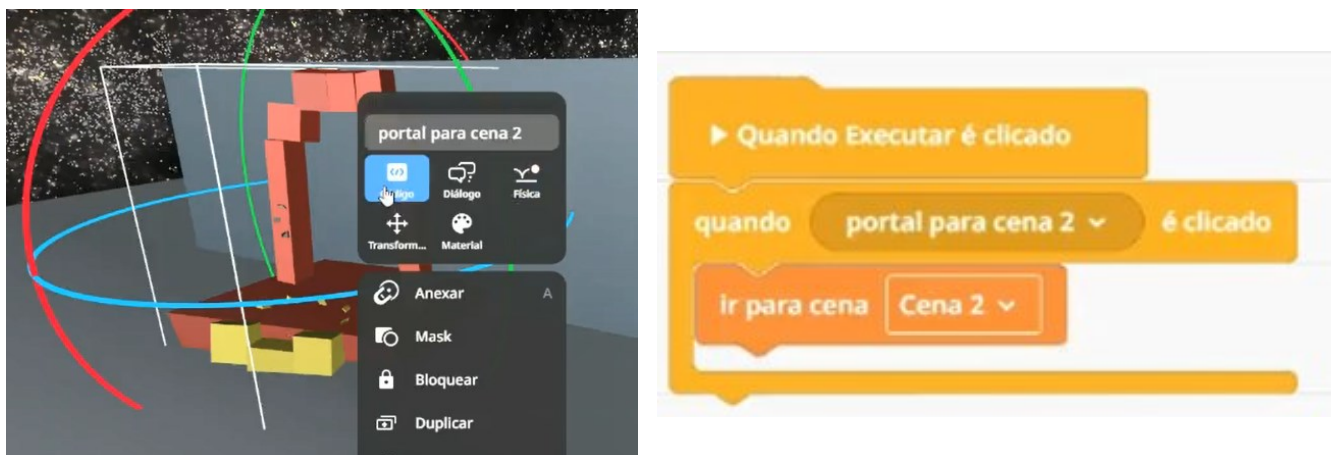 portal para cena 2
Diálogo
Física
Transform...
Material
Anexar A
Mask
Bloquear
Duplicar
Quando Executar é clicado
quando portal para cena 2 é clicado
ir para cena Cena 2